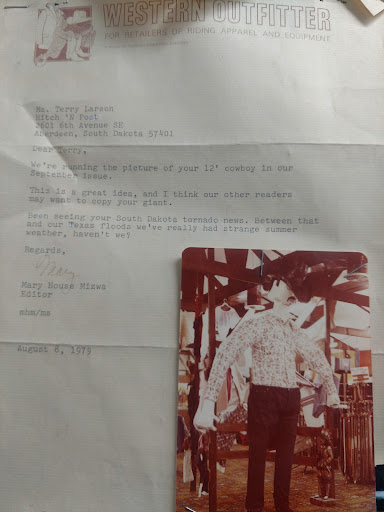 WESTERN OUTFITTER
FOR RETAILERS OF RIDING APPAREL AND EQUIPMENT
Ms. Terry Larson
Hitch 'N Post
2601 6th Avenue SE
Aberdeen, South Dakota 57401
Dear Terry,
We're running the picture of your 12' cowboy in our
September issue.
This is a great idea, and I think our other readers
may want to copy your giant.
Been seeing your South Dakota tornado news. Between that
and our Texas floods we've really had strange summer
weather, haven't we?
Regards,
Mary
Mary House Mizwa
Editor
mhm/ms
August 8, 1979